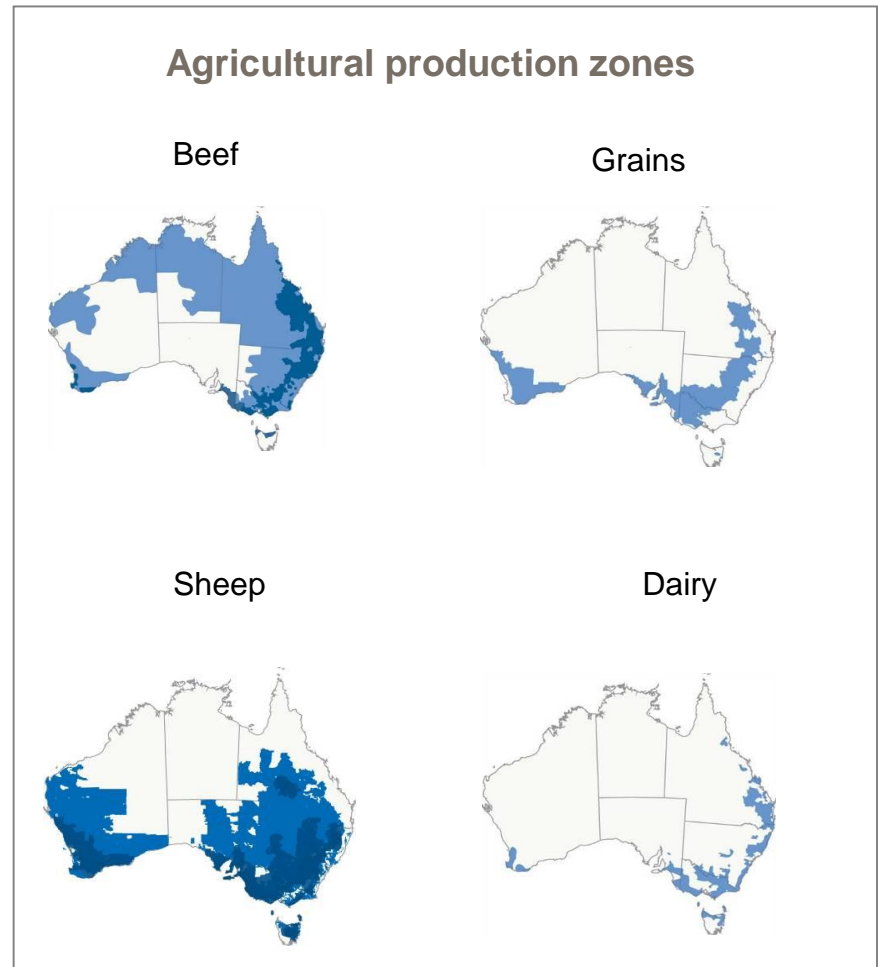 Agricultural production zones
Beef
Grains
Sheep
Dairy